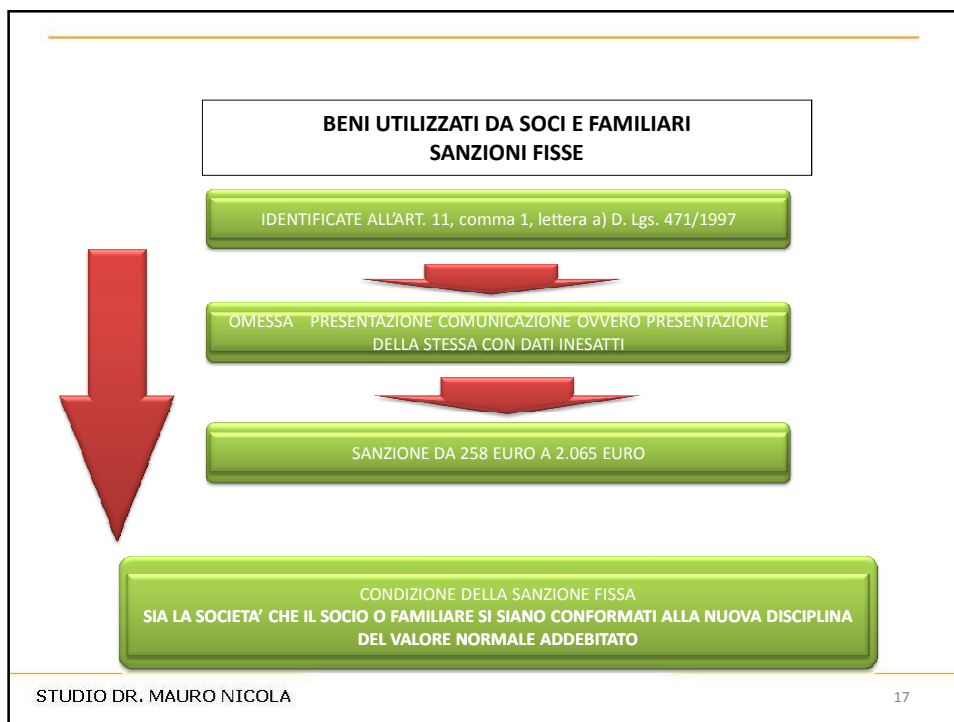 BENI UTILIZZATI DA SOCI E FAMILIARI
SANZIONI FISSE
IDENTIFICATE ALL'ART. 11, comma 1, lettera a) D. Lgs. 471/1997
OMESSA PRESENTAZIONE COMUNICAZIONE OVVERO PRESENTAZIONE
DELLA STESSA CON DATI INESATTI
SANZIONE DA 258 EURO A 2.065 EURO
CONDIZIONE DELLA SANZIONE FISSA
SIA LA SOCIETA' CHE IL SOCIO O FAMILIARE SI SIANO CONFORMATI ALLA NUOVA DISCIPLINA
DEL VALORE NORMALE ADDEBITATO
STUDIO DR. MAURO NICOLA
17